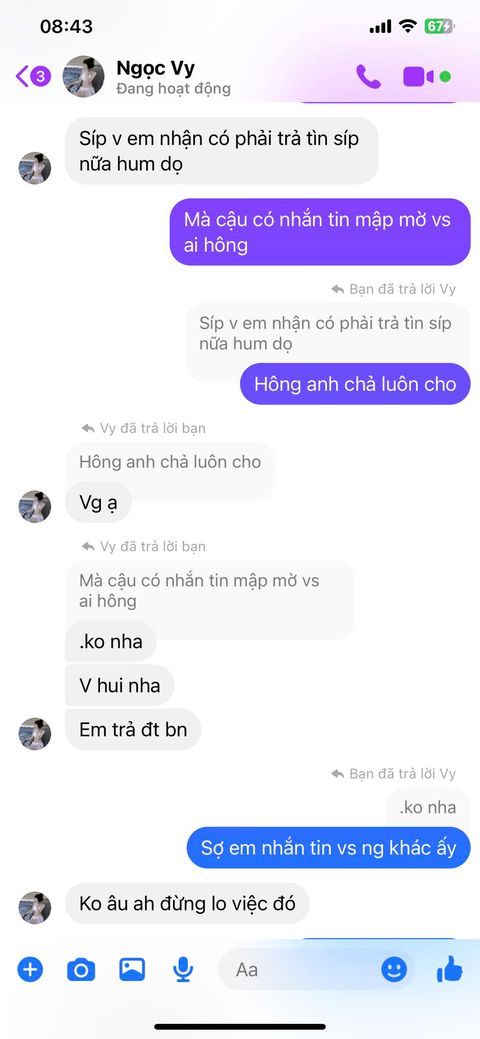 08:43
67
3
Ngọc Vy
Đang hoạt động
Síp v em nhận có phải trả tìn síp
nữa hum dọ
Mà cậu có nhắn tin mập mờ vs
ai hông
Bạn đã trả lời Vy
Síp v em nhận có phải trả tìn síp
nữa hum dọ
Hông anh chả luôn cho
Vy đã trả lời bạn
Hông anh chả luôn cho
Vg ạ
Vy đã trả lời bạn
Mà cậu có nhắn tin mập mờ vs
ai hông
.ko nha
V hui nha
Em trả đt bn
Bạn đã trả lời Vy
.ko nha
Sợ em nhắn tin vs ng khác ấy
Ko âu ah đừng lo việc đó
Aa